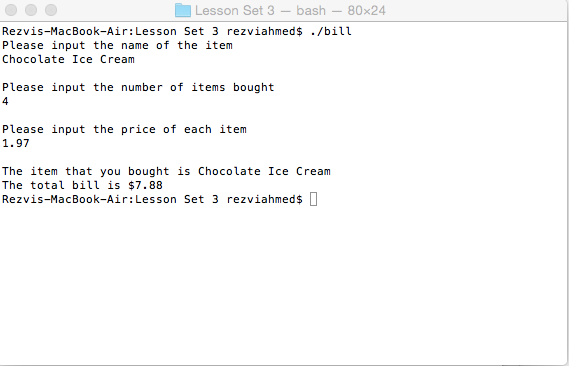 Lesson Set 3 — bash — 80×24
Rezvis-MacBook-Air:Lesson Set 3 rezviahmed$ ./bill
Please input the name of the item
Chocolate Ice Cream
Please input the number of items bought
4
Please input the price of each item
1.97
The item that you bought is Chocolate Ice Cream
The total bill is $7.88
Rezvis-MacBook-Air:Lesson Set 3 rezviahmed$